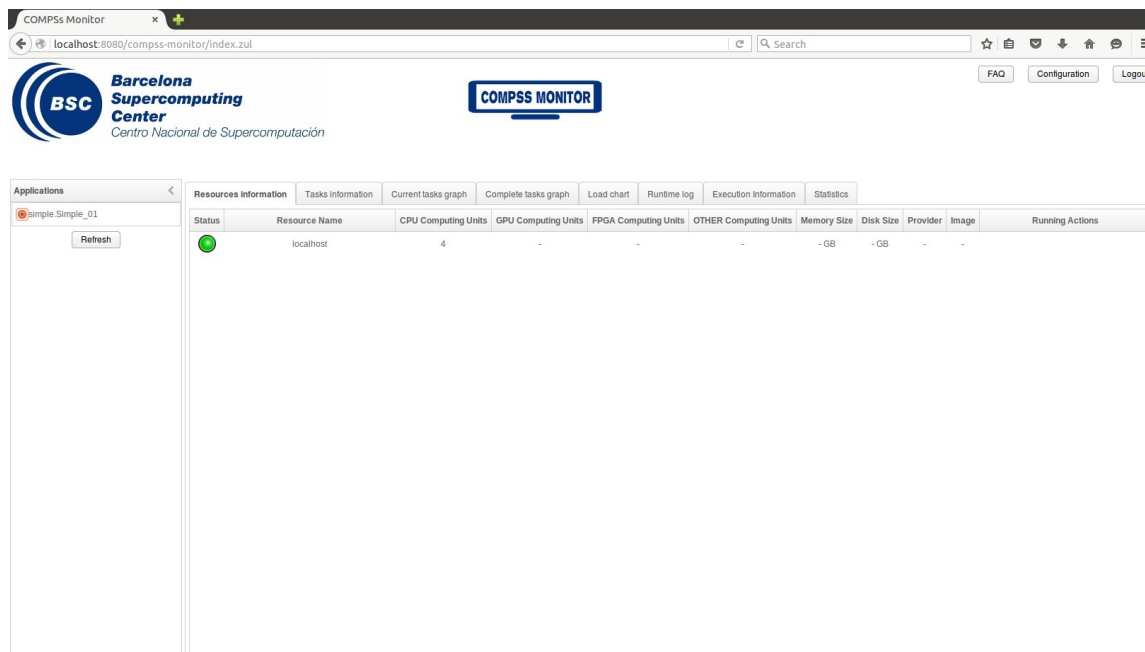 COMPSs Monitor
localhost:8080/compss-monitor/index.zul
Search
BSC
Barcelona
Supercomputing
Center
Centro Nacional de Supercomputación
COMPSS MONITOR
FAQ
Configuration
Logou
Applications
simple.Simple_01
Refresh
Resources information Tasks information Current tasks graph Complete tasks graph Load chart Runtime log Execution Information Statistics
Status Resource Name CPU Computing Units GPU Computing Units FPGA Computing Units OTHER Computing Units Memory Size Disk Size Provider Image Running Actions
localhost 4 - - - - GB - GB - -